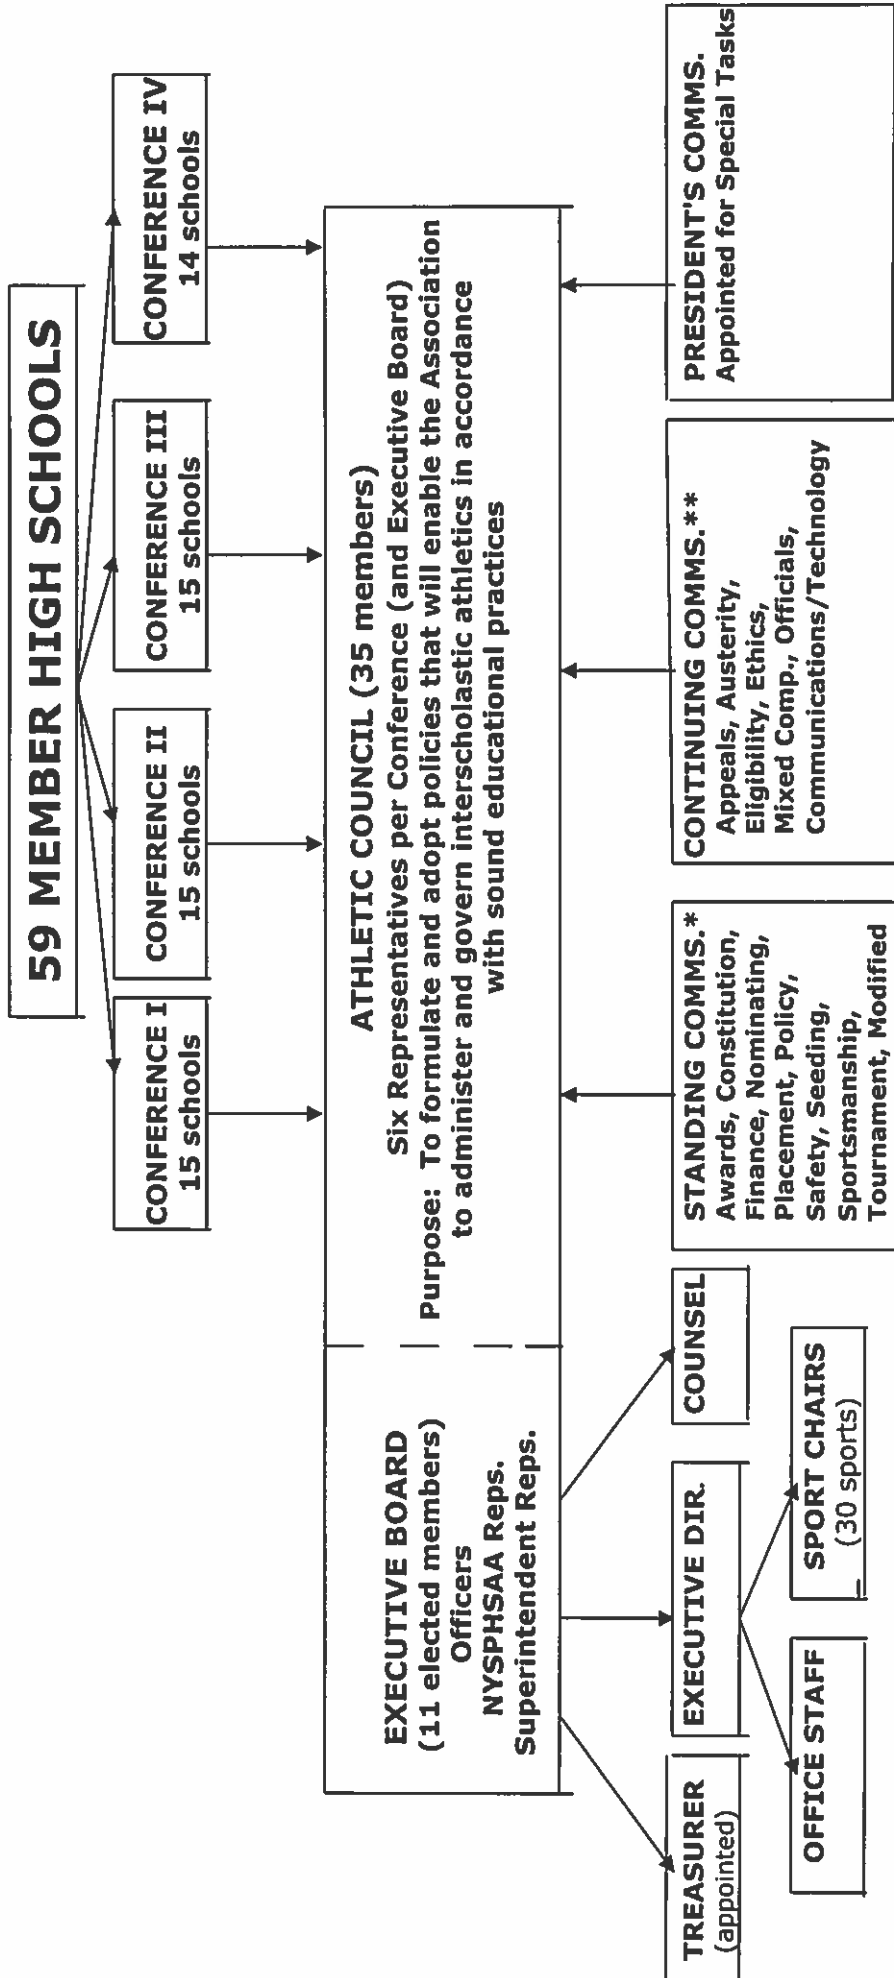 59 MEMBER HIGH SCHOOLS
CONFERENCE I
15 schools
CONFERENCE II
15 schools
CONFERENCE III
15 schools
CONFERENCE IV
14 schools
EXECUTIVE BOARD
(11 elected members)
Officers
NYSPHSAA Reps.
Superintendent Reps.
ATHLETIC COUNCIL (35 members)
Six Representatives per Conference (and Executive Board)
Purpose: To formulate and adopt policies that will enable the Association
to administer and govern interscholastic athletics in accordance
with sound educational practices
TREASURER
(appointed)
EXECUTIVE DIR.
COUNSEL
OFFICE STAFF
SPORT CHAIRS
_ (30 sports)
STANDING COMMS.*
Awards, Constitution,
Finance, Nominating,
Placement, Policy,
Safety, Seeding,
Sportsmanship,
Tournament, Modified
CONTINUING COMMS.**
Appeals, Austerity,
Eligibility, Ethics,
Mixed Comp., Officials,
Communications/Technology
PRESIDENT'S COMMS.
Appointed for Special Tasks